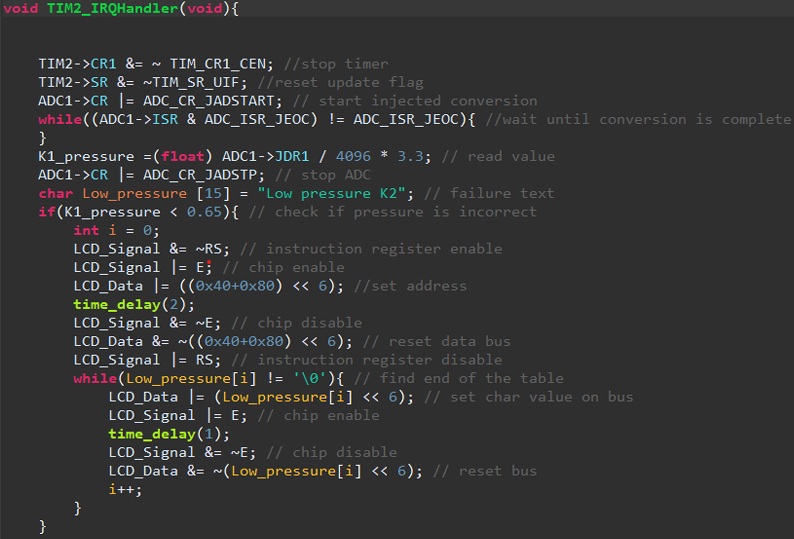 void TIM2_IRQHandler(void){
TIM2->CR1 &= ~ TIM_CR1_CEN; //stop timer
TIM2->SR &= ~TIM_SR_UIF; //reset update flag
ADC1->CR |= ADC_CR_JADSTART; // start injected conversion
while((ADC1->ISR & ADC_ISR_JEOC) != ADC_ISR_JEOC){ //wait until conversion is complete
}
K1_pressure =(float) ADC1->JDR1 / 4096 * 3.3; // read value
ADC1->CR |= ADC_CR_JADSTP; // stop ADC
char Low_pressure [15] = "Low pressure K2"; // failure text
if(K1_pressure < 0.65){ // check if pressure is incorrect
int i = 0;
LCD_Signal &= ~RS; // instruction register enable
LCD_Signal |= E; // chip enable
LCD_Data |= ((0x40+0x80) << 6); //set address
time_delay(2);
LCD_Signal &= ~E; // chip disable
LCD_Data &= ~((0x40+0x80) << 6); // reset data bus
LCD_Signal |= RS; // instruction register disable
while(Low_pressure[i] != '\0'){ // find end of the table
LCD_Data |= (Low_pressure[i] << 6); // set char value on bus
LCD_Signal |= E; // chip enable
time_delay(1);
LCD_Signal &= ~E; // chip disable
LCD_Data &= ~(Low_pressure[i] << 6); // reset bus
i++;
}
}